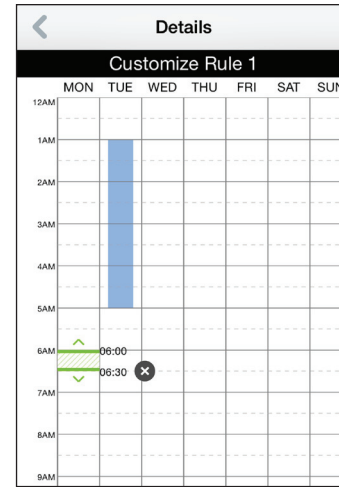 Details
Customize Rule 1
MON TUE WED THU FRI SAT SUN
12AM
1AM
2AM
3AM
4AM
5AM
6AM 06:00
06:30
7AM
8AM
9AM